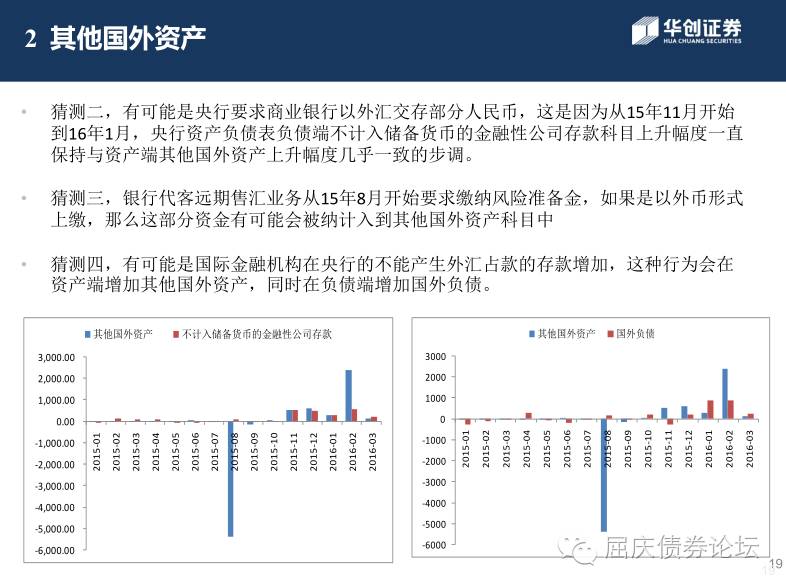 2 其他国外资产
华创证券
HUA CHUANG SECURITIES
• 猜测二，有可能是央行要求商业银行以外汇交存部分人民币，这是因为从15年11月开始
到16年1月，央行资产负债表负债端不计入储备货币的金融性公司存款科目上升幅度一直
保持与资产端其他国外资产上升幅度几乎一致的步调。
• 猜测三，银行代客远期售汇业务从15年8月开始要求缴纳风险准备金，如果是以外币形式
上缴，那么这部分资金有可能会被纳计入到其他国外资产科目中
• 猜测四，有可能是国际金融机构在央行的不能产生外汇占款的存款增加，这种行为会在
资产端增加其他国外资产，同时在负债端增加国外负债。
其他国外资产 不计入储备货币的金融性公司存款
3,000.00
2,000.00
1,000.00
0.00
-1,000.00
-2,000.00
-3,000.00
-4,000.00
-5,000.00
-6,000.00
2015-01 2015-02 2015-03 2015-04 2015-05 2015-06 2015-07 2015-08 2015-09 2015-10 2015-11 2015-12 2016-01 2016-02 2016-03
其他国外资产 国外负债
3000
2000
1000
0
-1000
-2000
-3000
-4000
-5000
-6000
2015-01 2015-02 2015-03 2015-04 2015-05 2015-06 2015-07 2015-08 2015-09 2015-10 2015-11 2015-12 2016-01 2016-02 2016-03
屈庆债券论坛
19
19